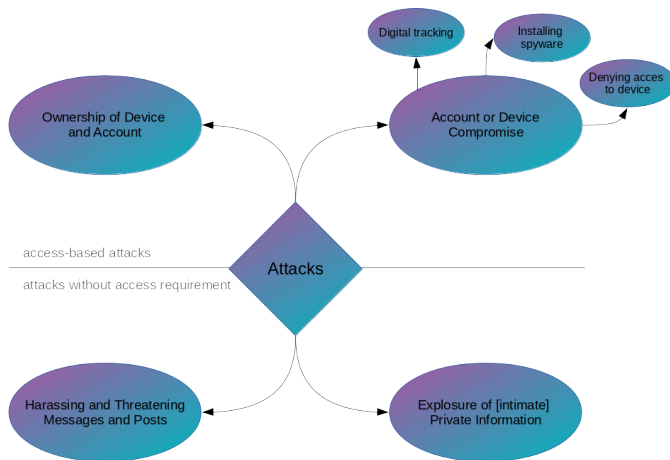 Digital tracking
Installing
spyware
Denying acces
to device
Ownership of Device
and Account
Account or Device
Compromise
access-based attacks
Attacks
attacks without access requirement
Harassing and Threatening
Messages and Posts
Explosure of [intimate]
Private Information